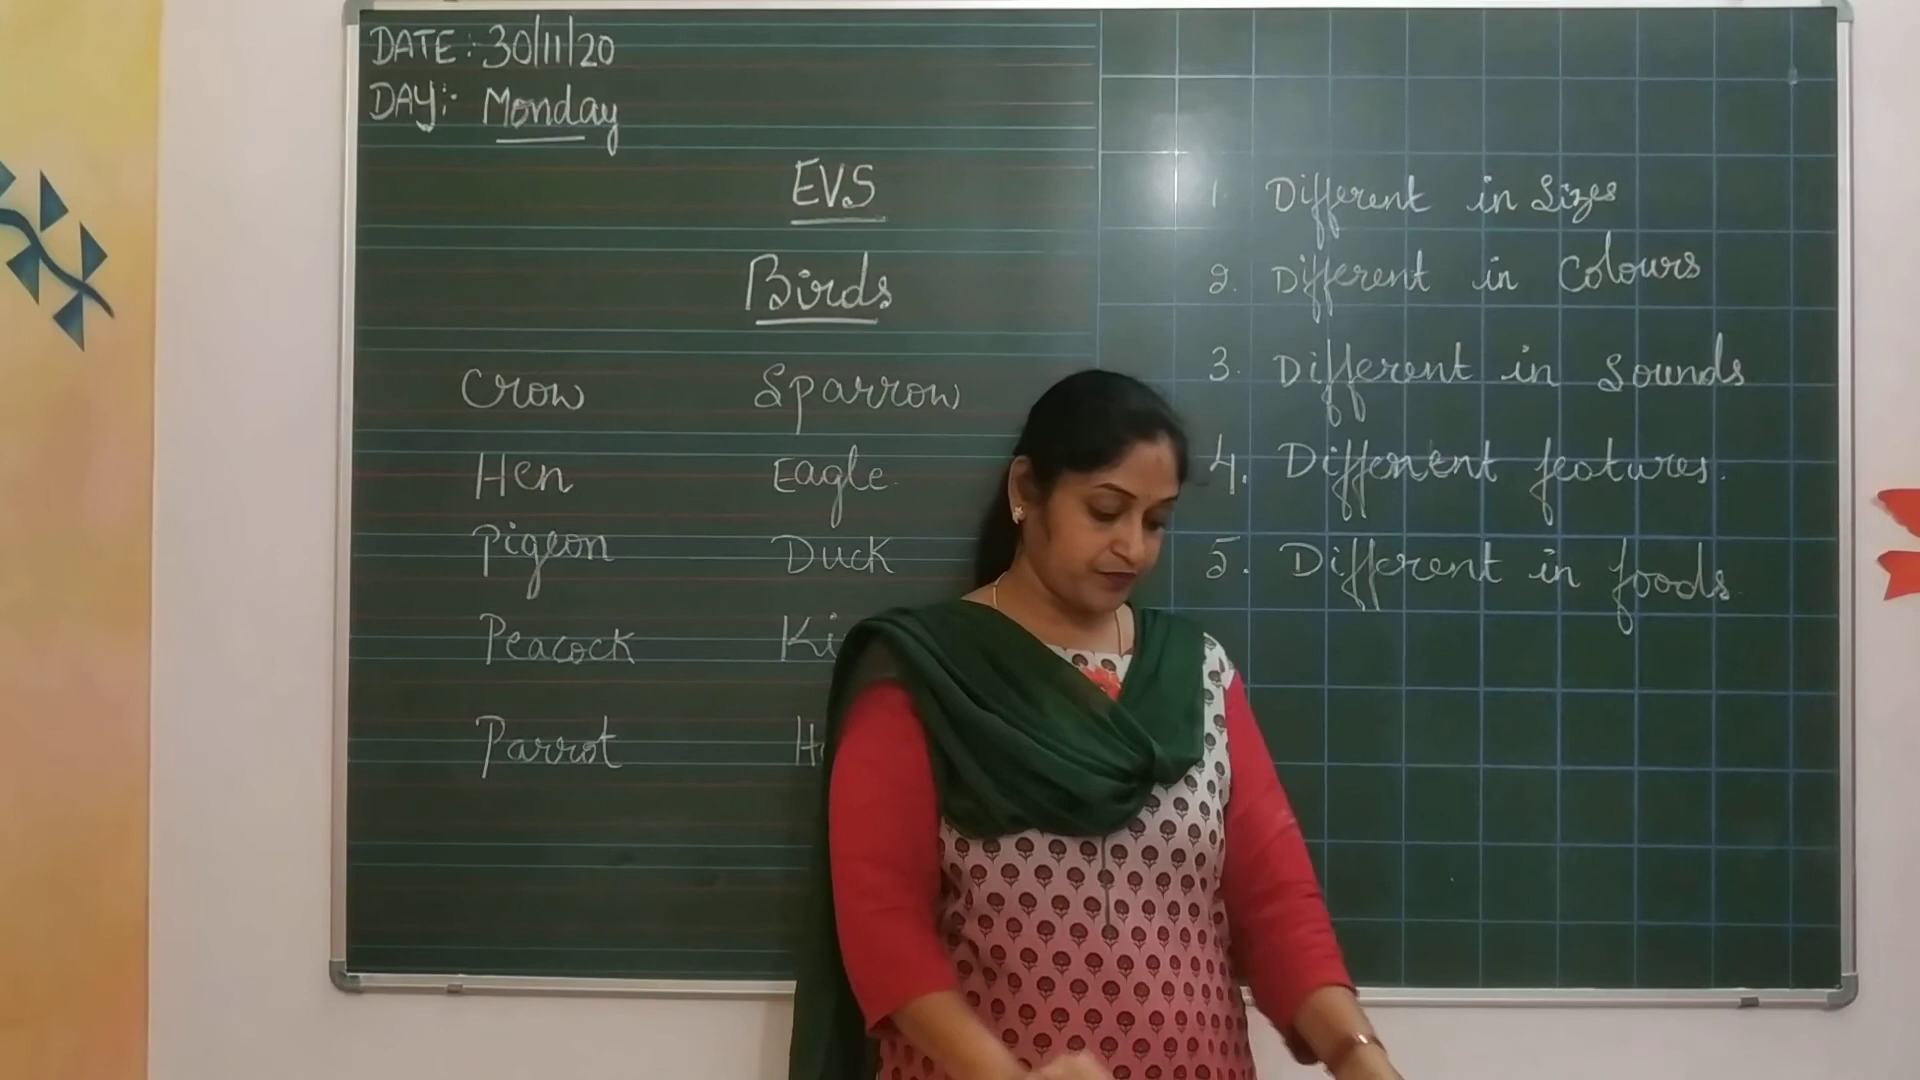 DATE:- 30/11/20
DAY:- Monday
EVS
Birds
Crow Sparrow
Hen Eagle.
Pigeon Duck
Peacock
Parrot
1. Different in Sizes
2. Different in Colours
3. Different in Sounds
4. Different features.
5. Different in foods.